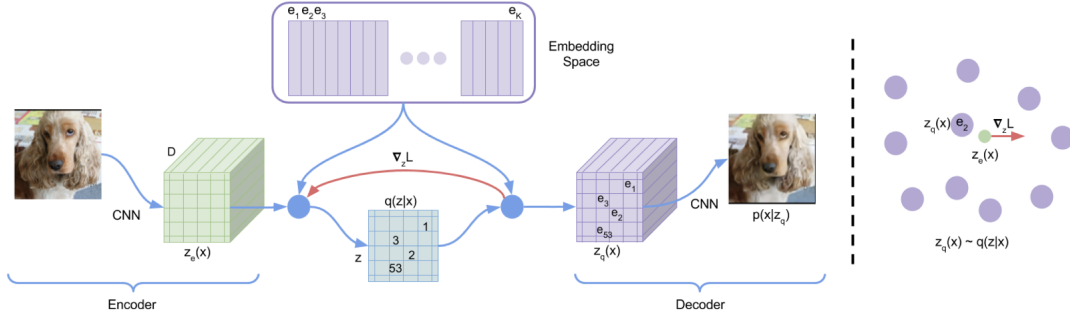 e1 e2 e3
eK
Embedding
Space
D
∇zL
q(z|x)
CNN
1
3
2
53
z
ze(x)
Encoder
e1
e3
e2
e53
zq(x)
CNN
p(x|zq)
Decoder
zq(x) e2
∇zL
ze(x)
zq(x) ~ q(z|x)